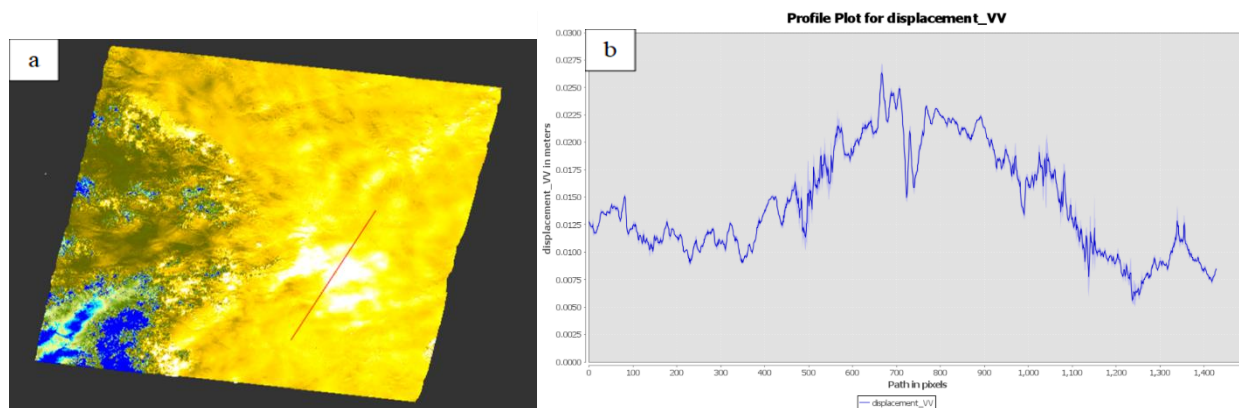 a
b
Profile Plot for displacement_VV
displacement_VV in meters
0.0300
0.0275
0.0250
0.0225
0.0200
0.0175
0.0150
0.0125
0.0100
0.0075
0.0050
0.0025
0.0000
0 100 200 300 400 500 600 700 800 900 1,000 1,100 1,200 1,300 1,400
Path in pixels
displacement_VV